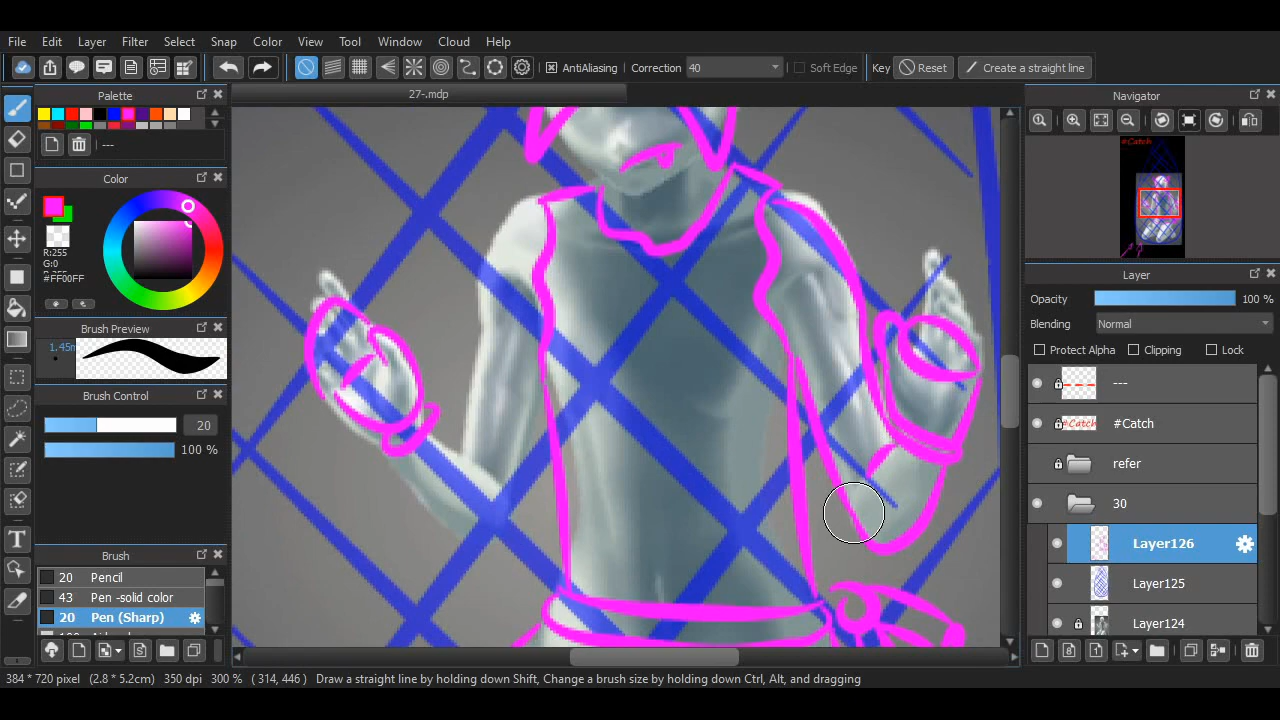 File Edit Layer Filter Select Snap Color View Tool Window Cloud Help
AntiAliasing Correction 40 Soft Edge Key Reset Create a straight line
Palette
27-.mdp
Navigator
---
#Catch
Color
R:255
G:0
#FF00FF
Layer
Opacity 100 %
Blending Normal
Protect Alpha Clipping Lock
Brush Preview
Brush Control
20
100 %
---
#Catch #Catch
refer
30
Layer126
Layer125
Layer124
Brush
20 Pencil
43 Pen -solid color
20 Pen (Sharp)
384 * 720 pixel (2.8 * 5.2cm) 350 dpi 300 % ( 314, 446 ) Draw a straight line by holding down Shift, Change a brush size by holding down Ctrl, Alt, and dragging